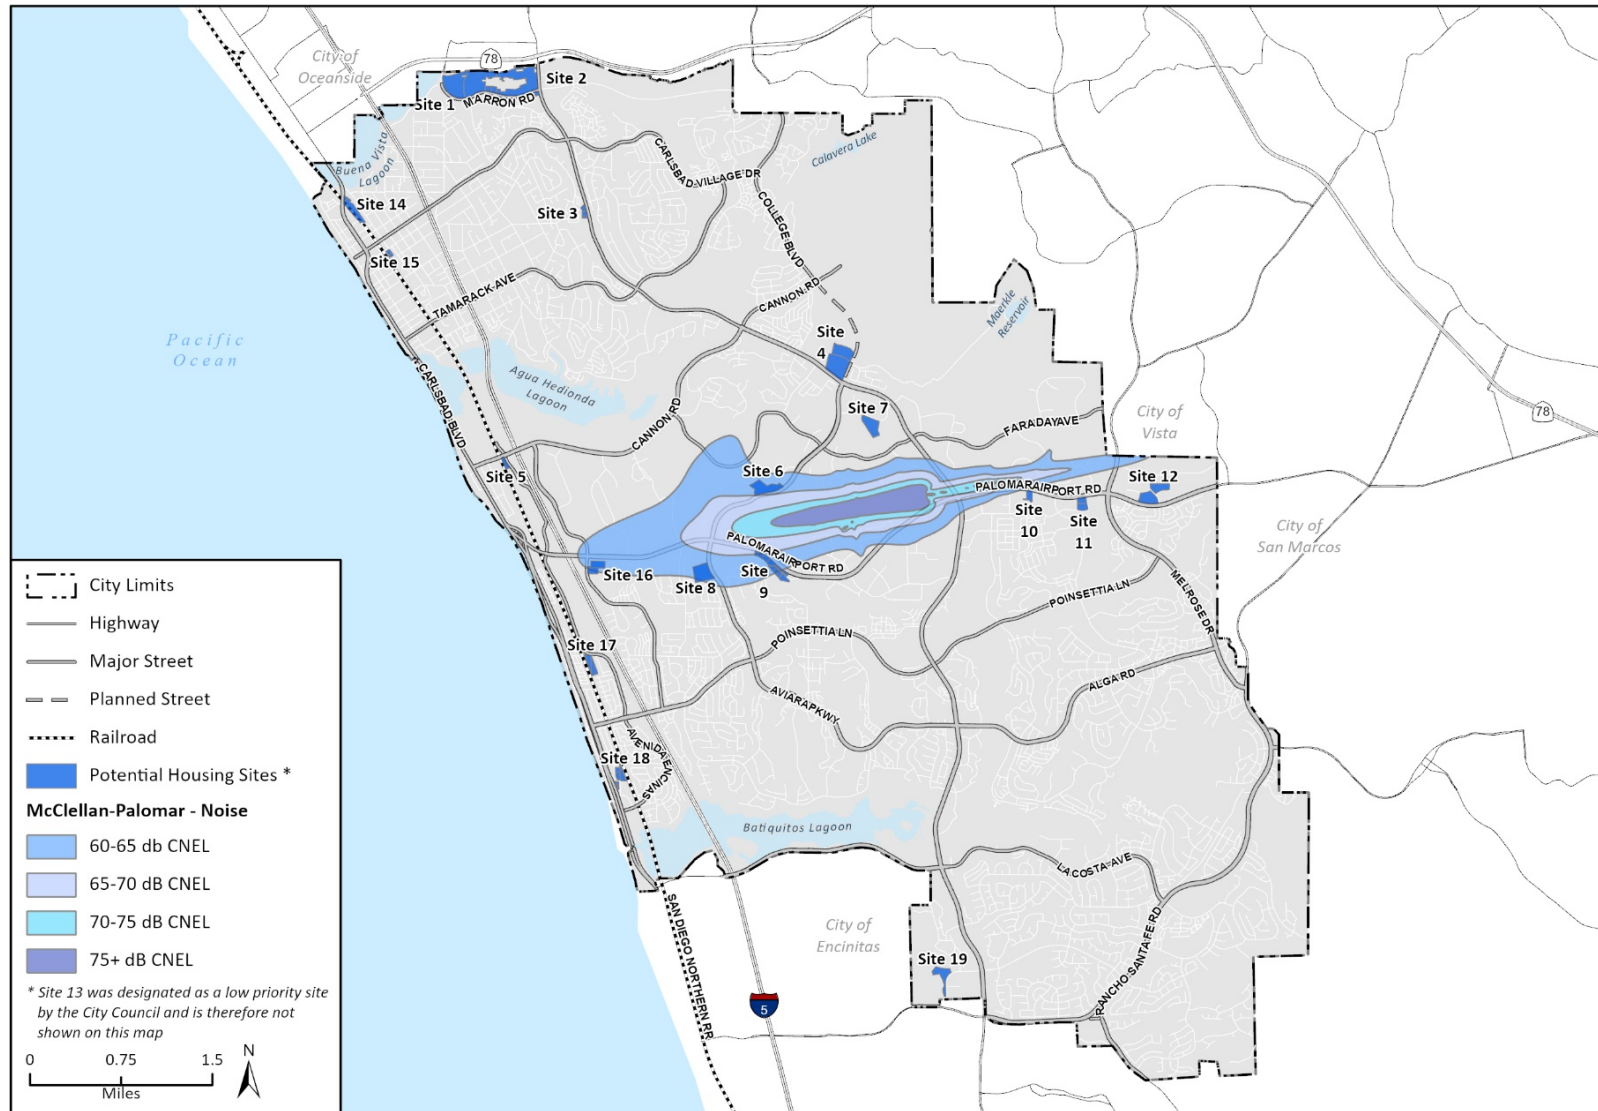 City of
Oceanside
78
Site 1
Site 2
MARRON RD
Buena Vista
Lagoon
CARLSBAD VILLAGE DR
Calavera Lake
Site 14
Site 3
COLLEGE BLVD
Site 15
TAMARACK AVE
CANNON RD
Maerkle
Reservoir
Pacific
Ocean
Site
4
Agua Hedionda
Lagoon
CARLSBAD BLVD
CANNON RD
Site 7
FARADAY AVE
City of
Vista
78
Site 5
Site 6
PALOMAR AIRPORT RD
Site 12
Site
10
Site
11
City of
San Marcos
PALOMAR AIRPORT RD
Site 16
Site 8
Site
9
POINSETTIA LN
MELROSE DR
Site 17
POINSETTIA LN
ALGA RD
AVIARA PKWY
Site 18
AVENIDA ENCINAS
Batiquitos Lagoon
LA COSTA AVE
SAN DIEGO NORTHERN RR
City of
Encinitas
Site 19
RANCHO SANTA FE RD
5
City Limits
Highway
Major Street
Planned Street
Railroad
Potential Housing Sites *
McClellan-Palomar - Noise
60-65 db CNEL
65-70 dB CNEL
70-75 dB CNEL
75+ dB CNEL
* Site 13 was designated as a low priority site
by the City Council and is therefore not
shown on this map
0 0.75 1.5
Miles
N